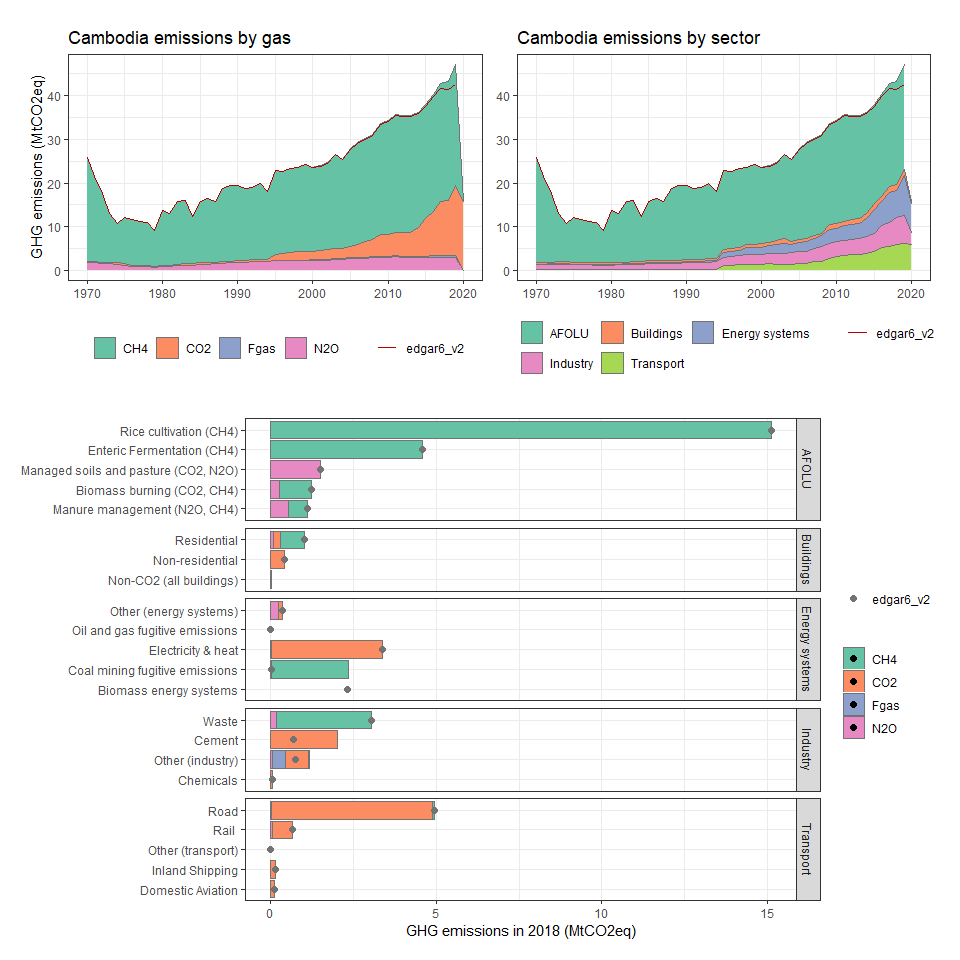 Cambodia emissions by gas
GHG emissions (MtCO2eq)
40
30
20
10
0
1970 1980 1990 2000 2010 2020
CH4 CO2 Fgas N2O edgar6_v2
Cambodia emissions by sector
40
30
20
10
0
1970 1980 1990 2000 2010 2020
AFOLU Buildings Energy systems edgar6_v2
Industry Transport
Rice cultivation (CH4)
Enteric Fermentation (CH4)
Managed soils and pasture (CO2, N2O)
Biomass burning (CO2, CH4)
Manure management (N2O, CH4)
AFOLU
Residential
Non-residential
Non-CO2 (all buildings)
Buildings
Other (energy systems)
Oil and gas fugitive emissions
Electricity & heat
Coal mining fugitive emissions
Biomass energy systems
Energy systems
Waste
Cement
Other (industry)
Chemicals
Industry
Road
Rail
Other (transport)
Inland Shipping
Domestic Aviation
Transport
0 5 10 15
GHG emissions in 2018 (MtCO2eq)
edgar6_v2
CH4
CO2
Fgas
N2O